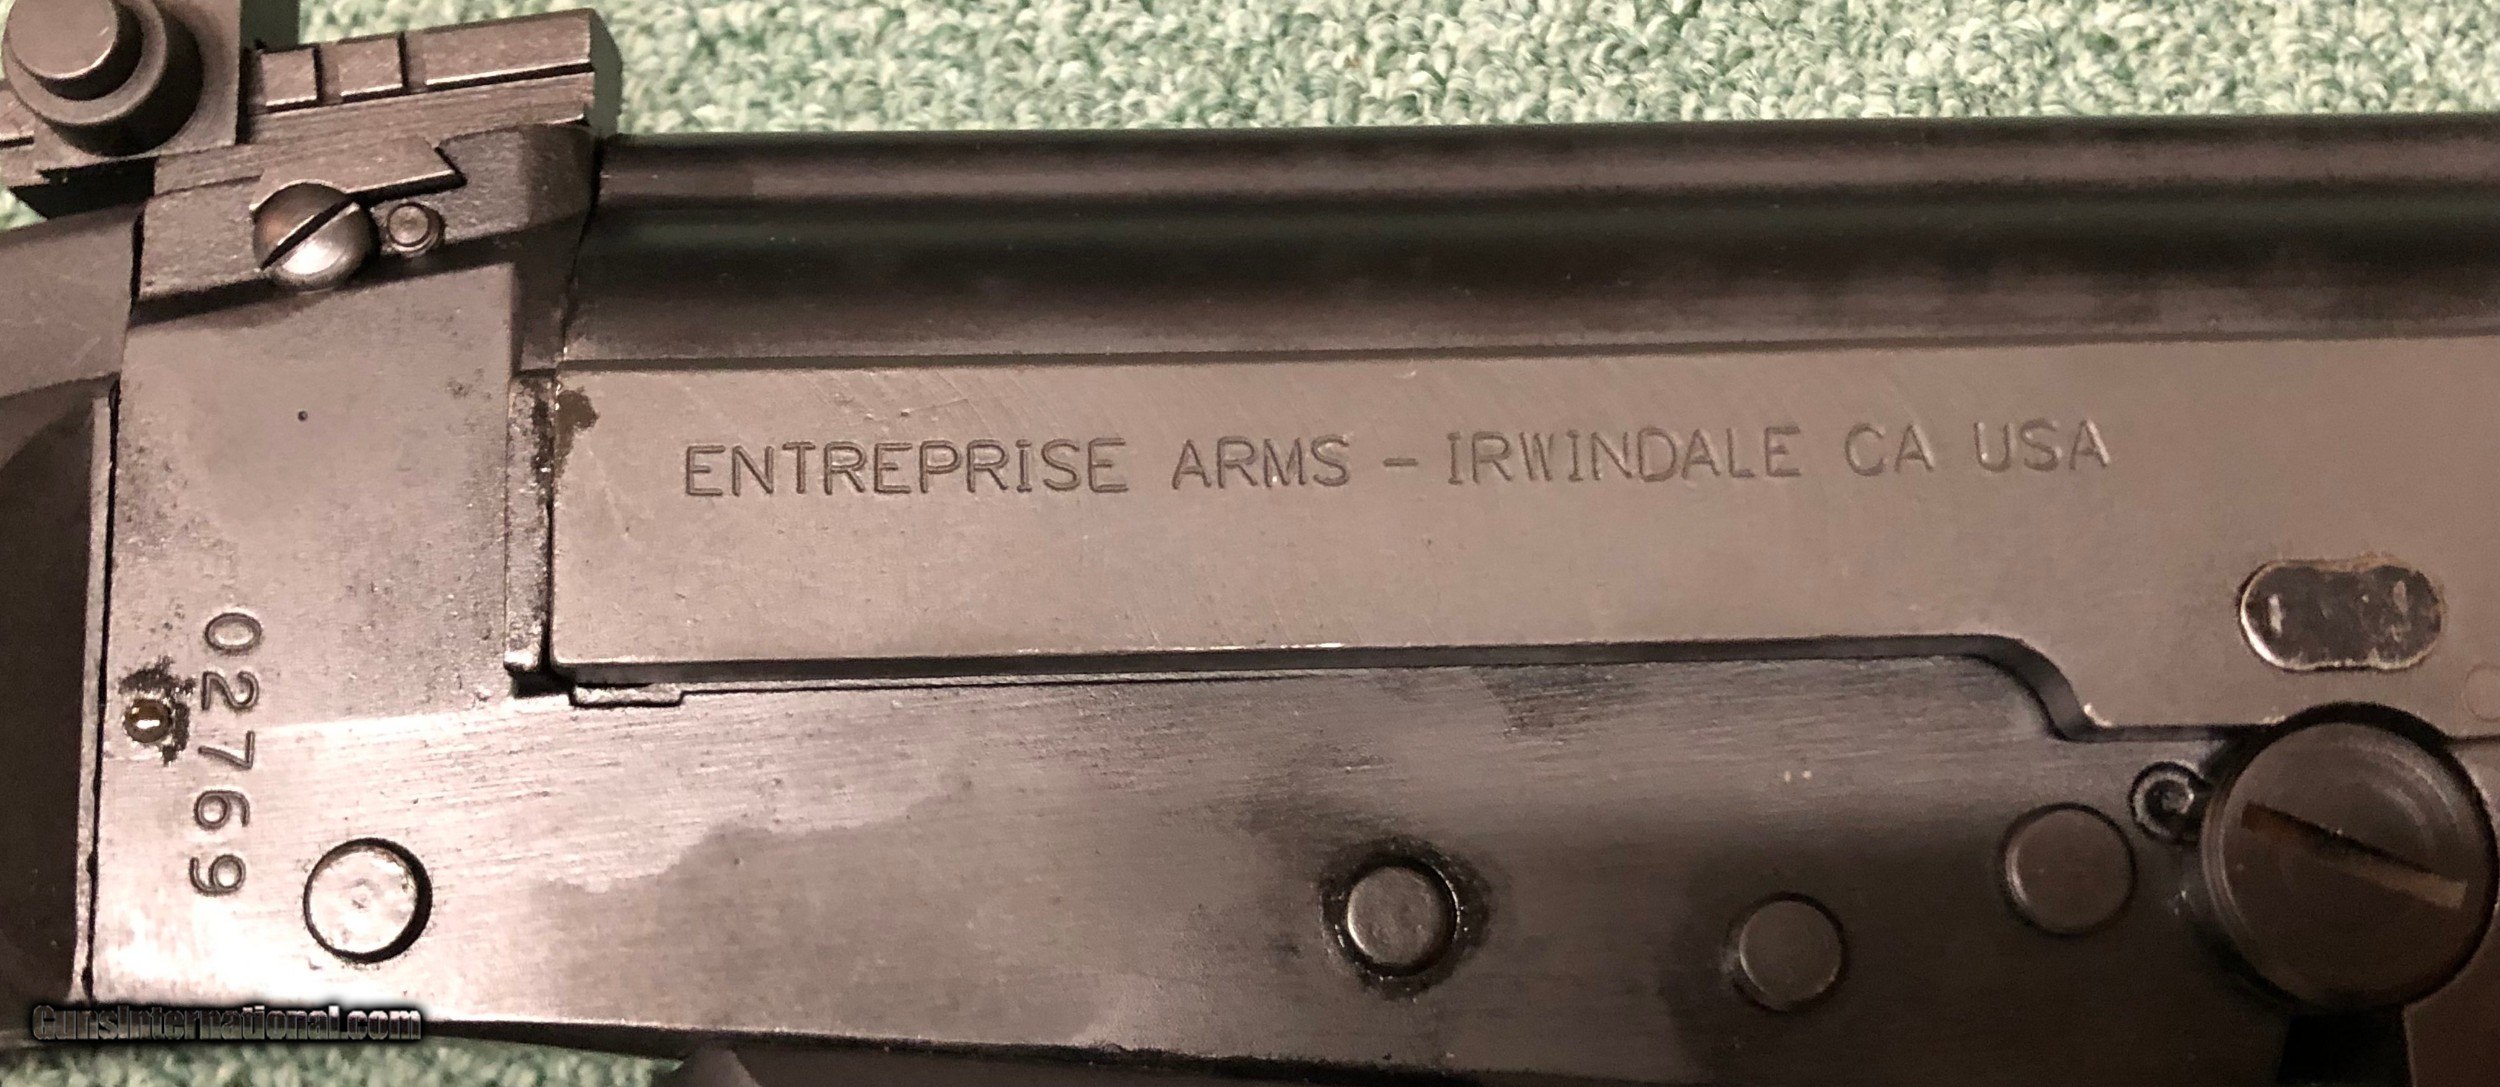 ENTREPRISE ARMS - IRWINDALE CA USA
02769
GunsInternational.com